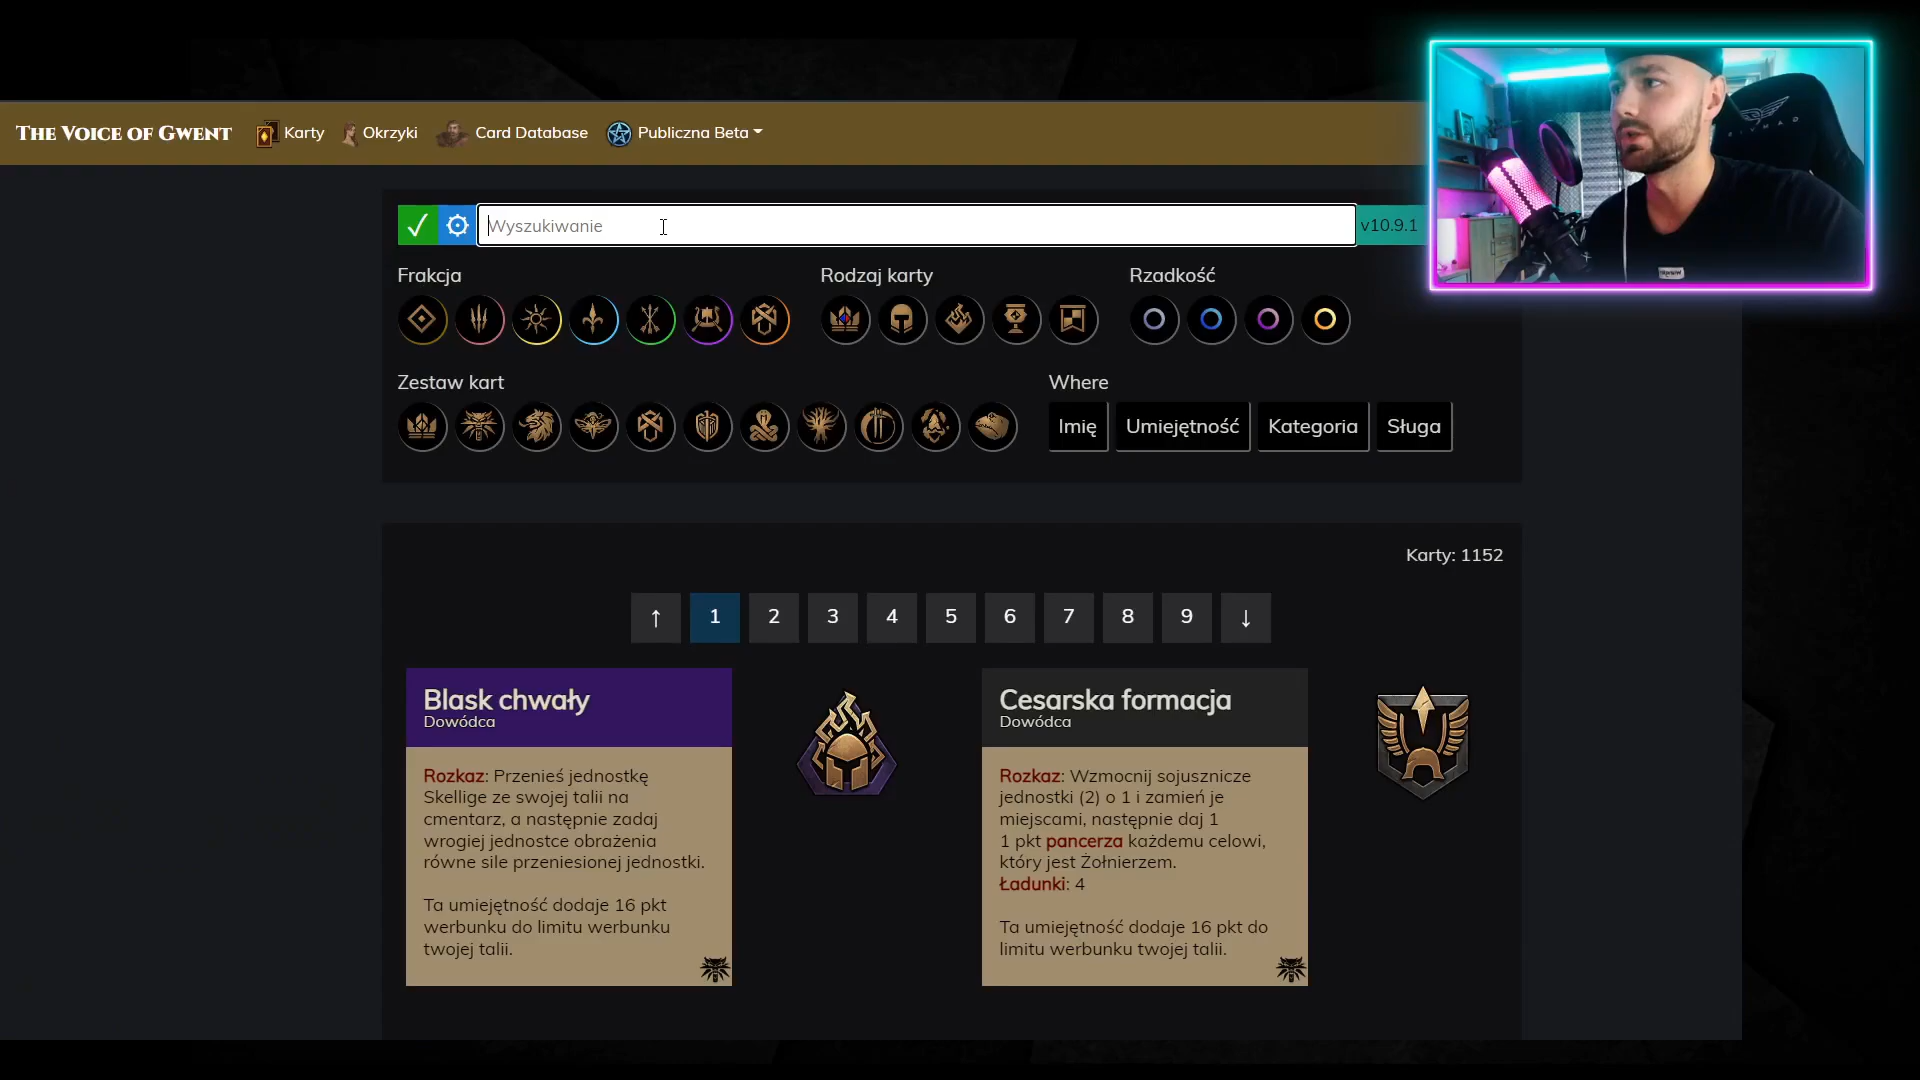 The Voice of Gwent
Karty
Okrzyki
Card Database
Publiczna Beta
Wyszukiwanie
v10.9.1
Frakcja
Rodzaj karty
Rzadkość
Zestaw kart
Where
Imię
Umiejętność
Kategoria
Sługa
Karty: 1152
↑ 1 2 3 4 5 6 7 8 9 ↓
Blask chwały
Dowódca
Rozkaz: Przenieś jednostkę
Skellige ze swojej talii na
cmentarz, a następnie zadaj
wrogiej jednostce obrażenia
równe sile przeniesionej jednostki.
Ta umiejętność dodaje 16 pkt
werbunku do limitu werbunku
twojej talii.
Cesarska formacja
Dowódca
Rozkaz: Wzmocnij sojusznicze
jednostki (2) o 1 i zamień je
miejscami, następnie daj 1
1 pkt pancerza każdemu celowi,
który jest Żołnierzem.
Ładunki: 4
Ta umiejętność dodaje 16 pkt do
limitu werbunku twojej talii.